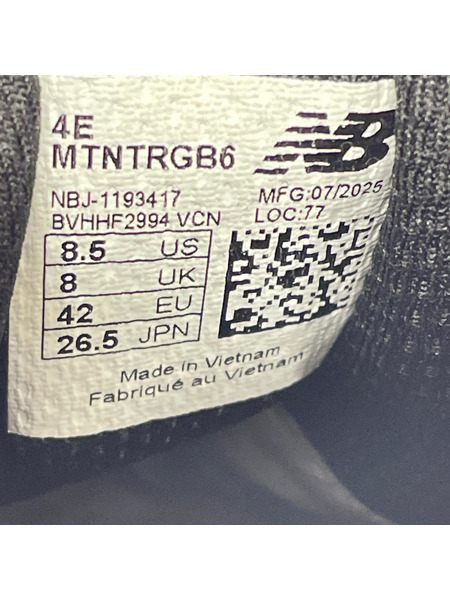 4E
MTNTRGB6
NB
NBJ-1193417
BVHHF2994 VCN
MFG:07/2025
LOC:77
8.5 US
8 UK
42 EU
26.5 JPN
Made in Vietnam
Fabriqué au Vietnam